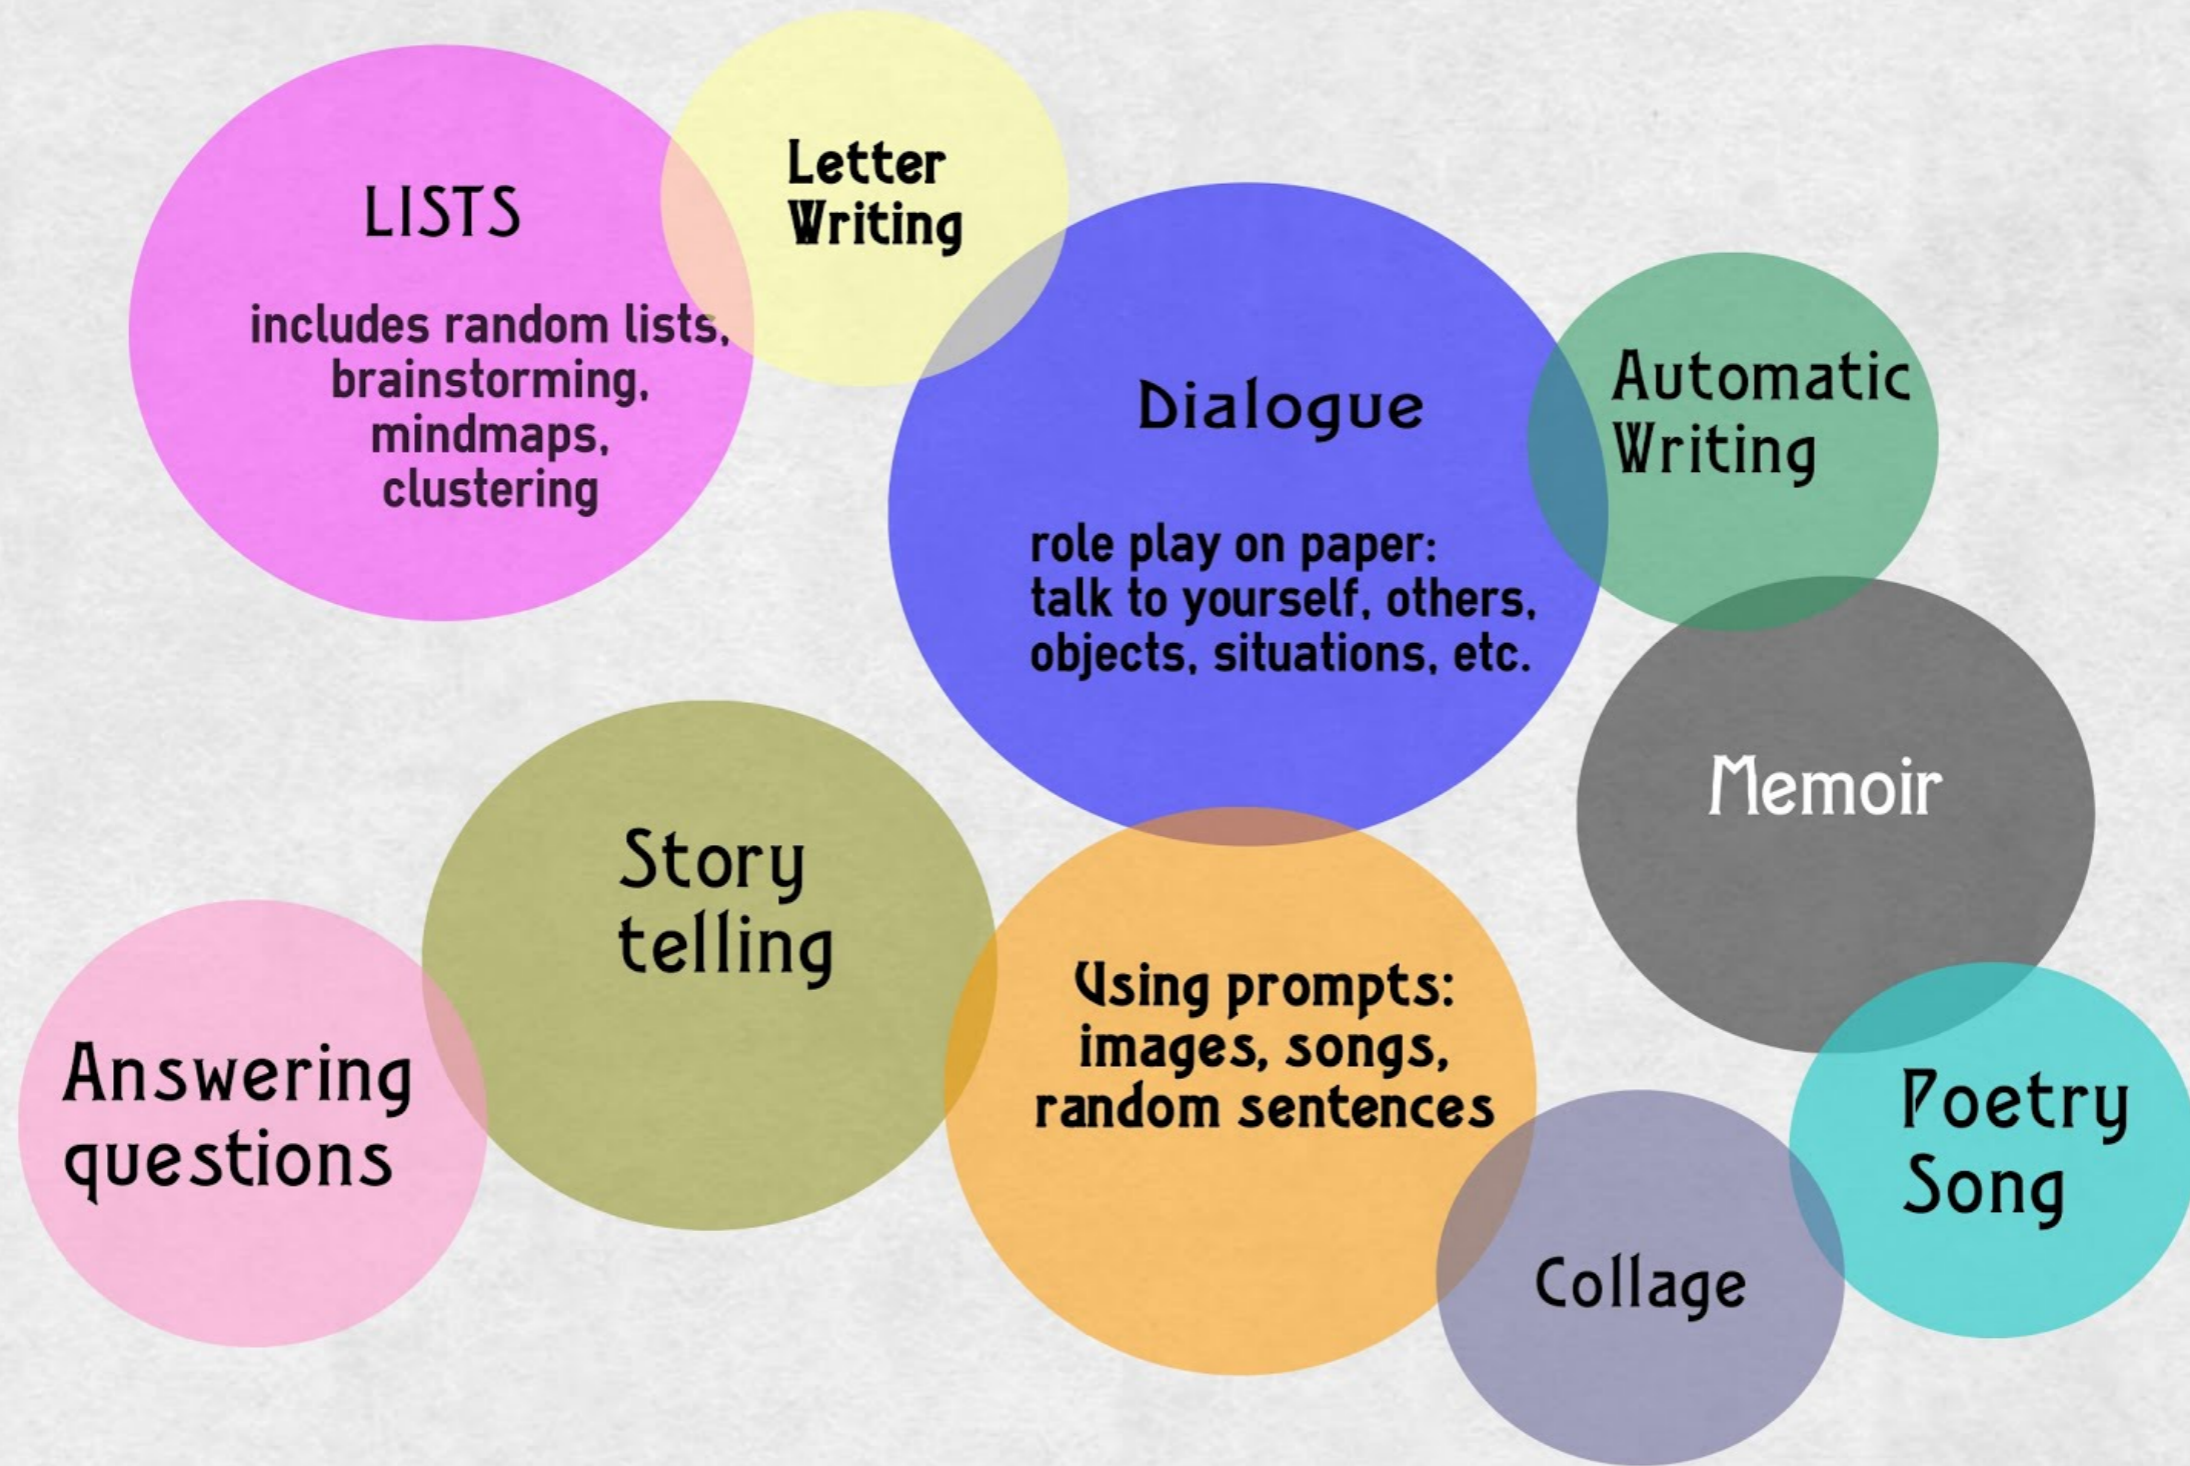 LISTS
includes random lists,
brainstorming,
mindmaps,
clustering
Letter
Writing
Dialogue
role play on paper:
talk to yourself, others,
objects, situations, etc.
Automatic
Writing
Memoir
Story
telling
Answering
questions
Using prompts:
images, songs,
random sentences
Collage
Poetry
Song